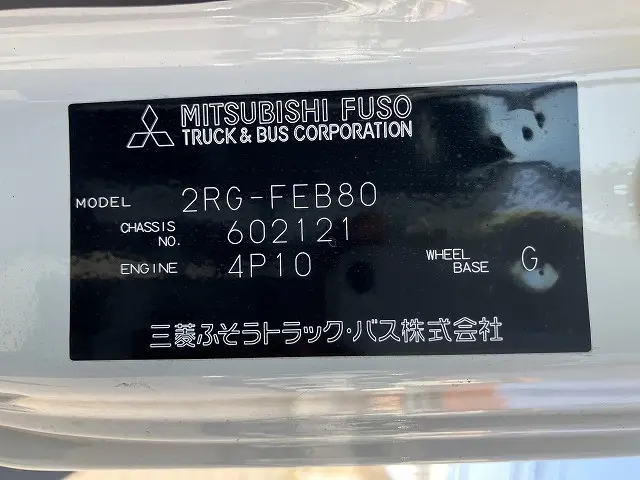 MITSUBISHI FUSO
TRUCK & BUS CORPORATION
MODEL 2RG-FEB80
CHASSIS NO. 602121
ENGINE 4P10 WHEEL BASE G
三菱ふそうトラック・バス株式会社